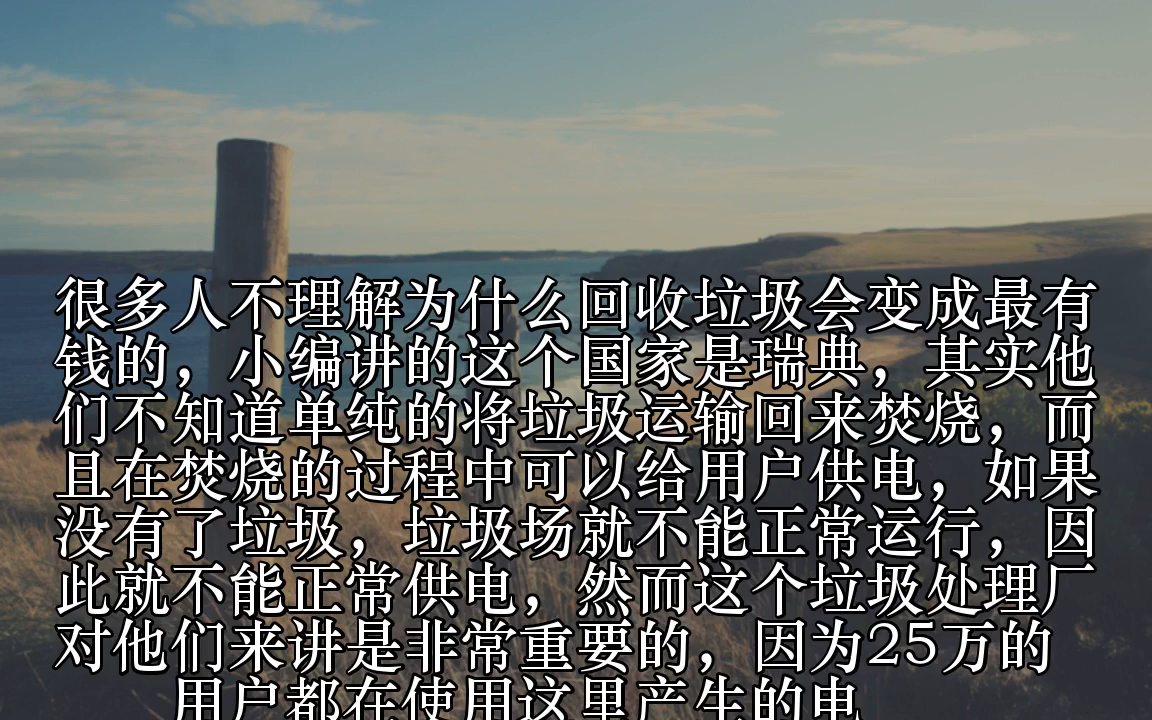 很多人不理解为什么回收垃圾会变成最有
钱的，小编讲的这个国家是瑞典，其实他
们不知道单纯的将垃圾运输回来焚烧，而
且在焚烧的过程中可以给用户供电，如果
没有了垃圾，垃圾场就不能正常运行，因
此就不能正常供电，然而这个垃圾处理厂
对他们来讲是非常重要的，因为25万的
用户都在使用这里产生的电